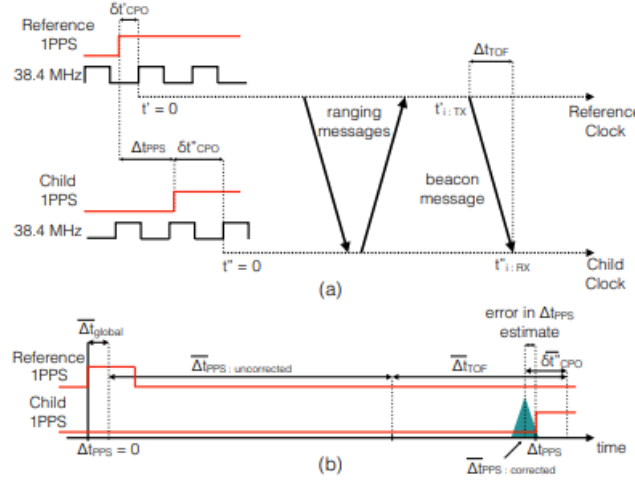 δt'CPO
Reference
1PPS
38.4 MHz
t' = 0
ΔtTOF
ranging
messages
t'i : TX
Reference
Clock
ΔtPPS
δt''CPO
Child
1PPS
beacon
message
38.4 MHz
t'' = 0
t''i : RX
Child
Clock
(a)
Δtglobal
error in ΔtPPS
estimate
Reference
1PPS
ΔtPPS : uncorrected
ΔtTOF
δt''CPO
Child
1PPS
ΔtPPS = 0
ΔtPPS
time
ΔtPPS : corrected
(b)